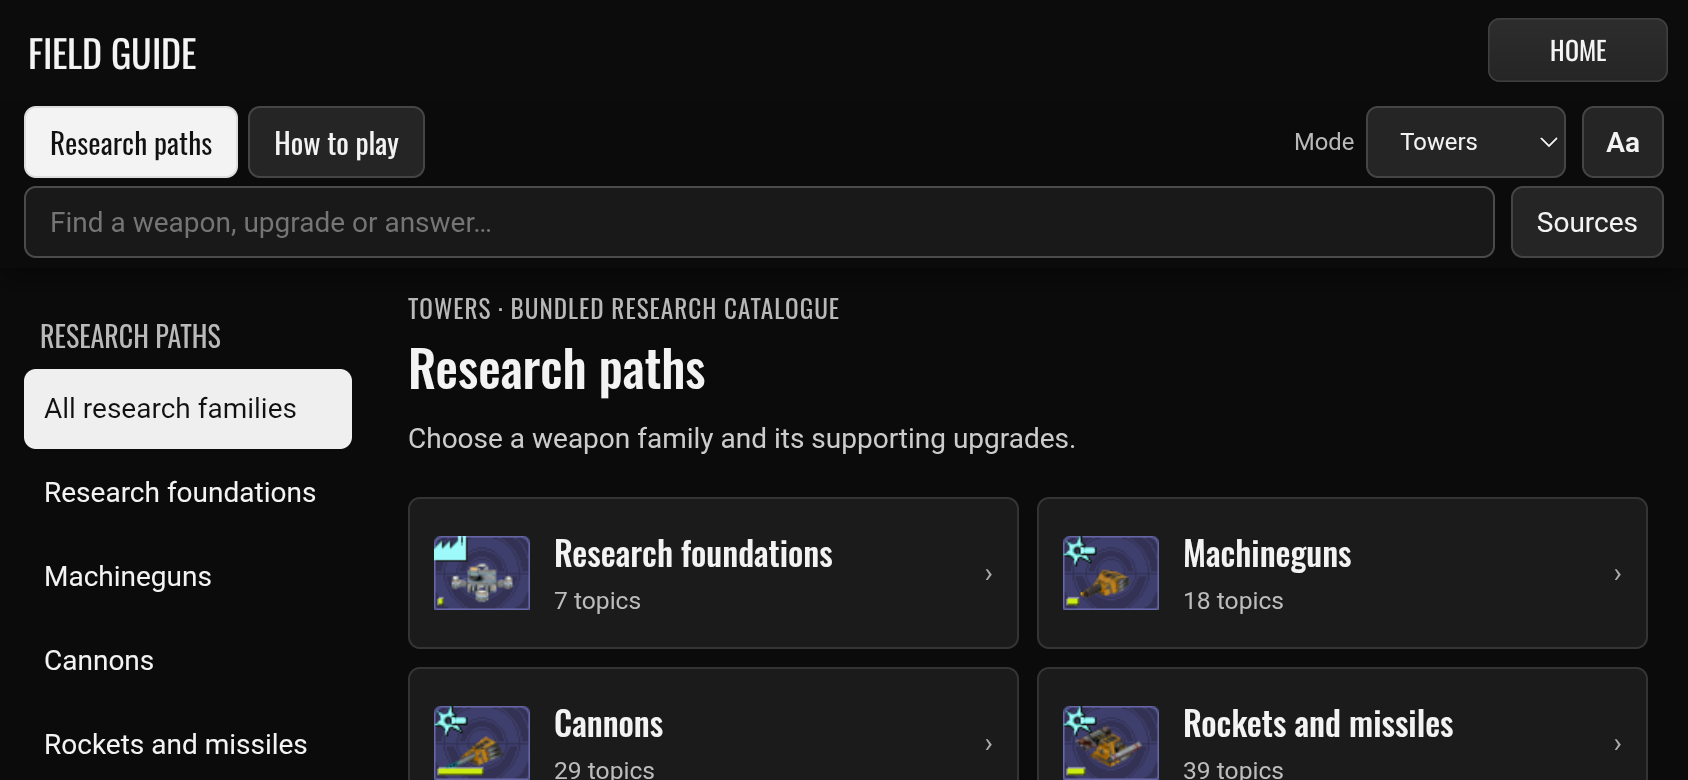 FIELD GUIDE
HOME
Research paths
How to play
Mode
Towers
Aa
Find a weapon, upgrade or answer…
Sources
RESEARCH PATHS
All research families
Research foundations
Machineguns
Cannons
Rockets and missiles
TOWERS · BUNDLED RESEARCH CATALOGUE
Research paths
Choose a weapon family and its supporting upgrades.
Research foundations
7 topics
Machineguns
18 topics
Cannons
29 topics
Rockets and missiles
39 topics